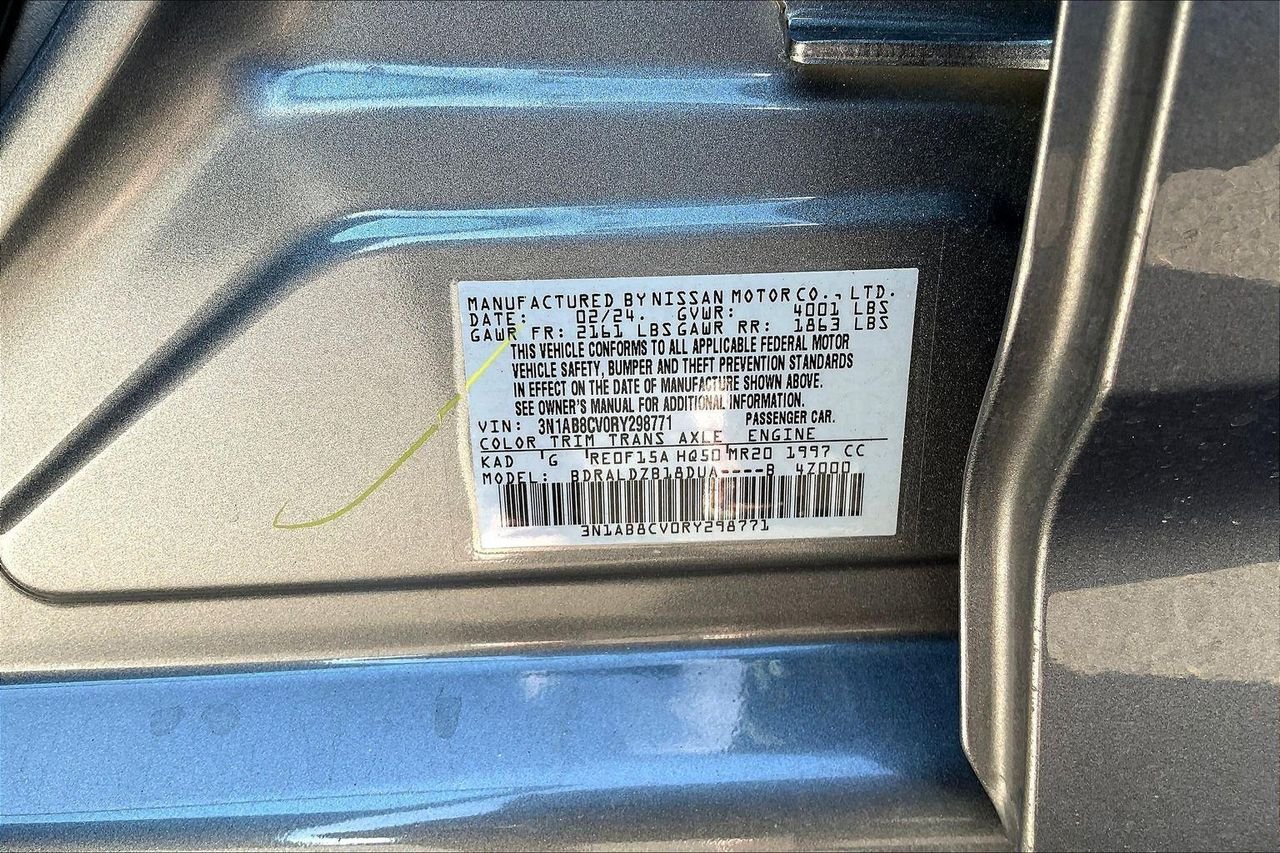 MANUFACTURED BY NISSAN MOTOR CO., LTD.
DATE: 02/24. GVWR: 4001 LBS
GAWR FR: 2161 LBS GAWR RR: 1863 LBS
THIS VEHICLE CONFORMS TO ALL APPLICABLE FEDERAL MOTOR
VEHICLE SAFETY, BUMPER AND THEFT PREVENTION STANDARDS
IN EFFECT ON THE DATE OF MANUFACTURE SHOWN ABOVE.
SEE OWNER'S MANUAL FOR ADDITIONAL INFORMATION.
VIN: 3N1AB8CV0RY298771 PASSENGER CAR.
COLOR TRIM TRANS AXLE ENGINE
KAD G RE0F15A HQ50 MR20 1997 CC
MODEL: BDRALDZB18DUA----B 4Z000
3N1AB8CV0RY298771